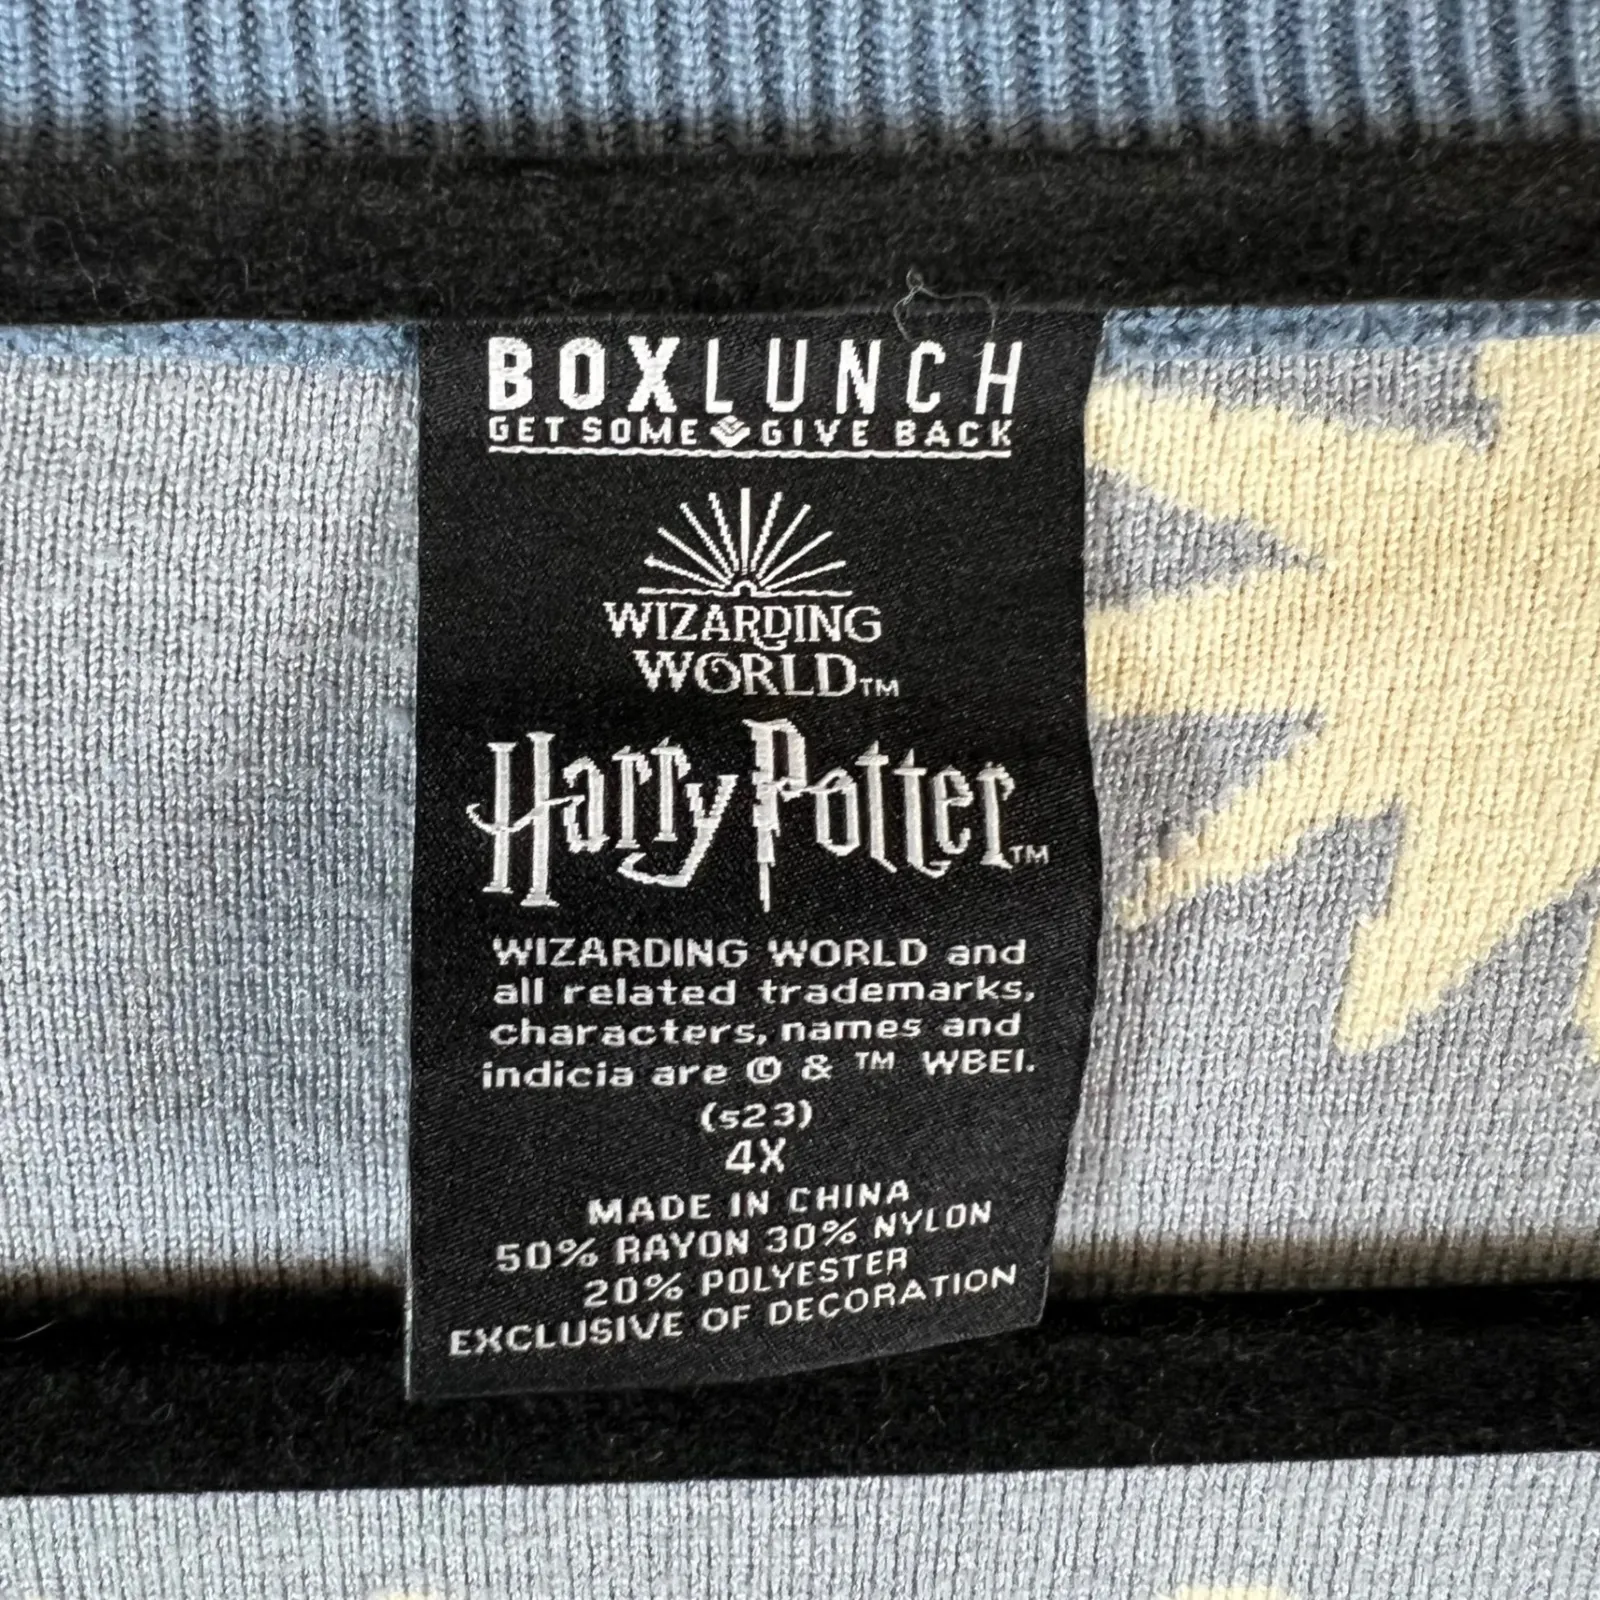 BOXLUNCH
GET SOME GIVE BACK
WIZARDING
WORLD™
Harry Potter™
WIZARDING WORLD and
all related trademarks,
characters, names and
indicia are © & ™ WBEI.
(s23)
4X
MADE IN CHINA
50% RAYON 30% NYLON
20% POLYESTER
EXCLUSIVE OF DECORATION